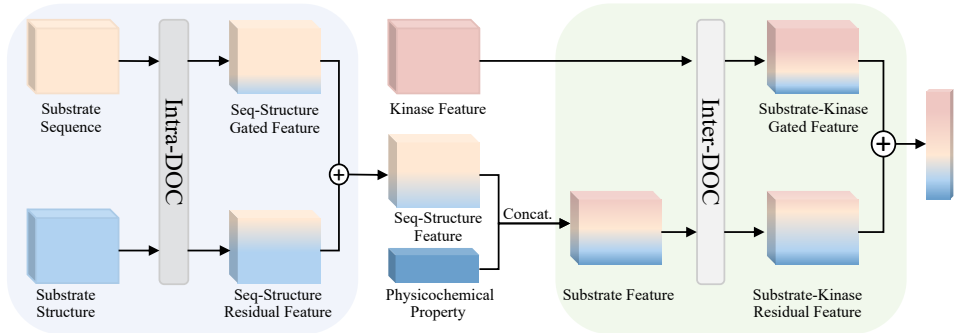 Substrate
Sequence
Intra-DOC
Seq-Structure
Gated Feature
Substrate
Structure
Seq-Structure
Residual Feature
+
Kinase Feature
Seq-Structure
Feature
Physicochemical
Property
Concat.
Substrate Feature
Inter-DOC
Substrate-Kinase
Gated Feature
Substrate-Kinase
Residual Feature
+